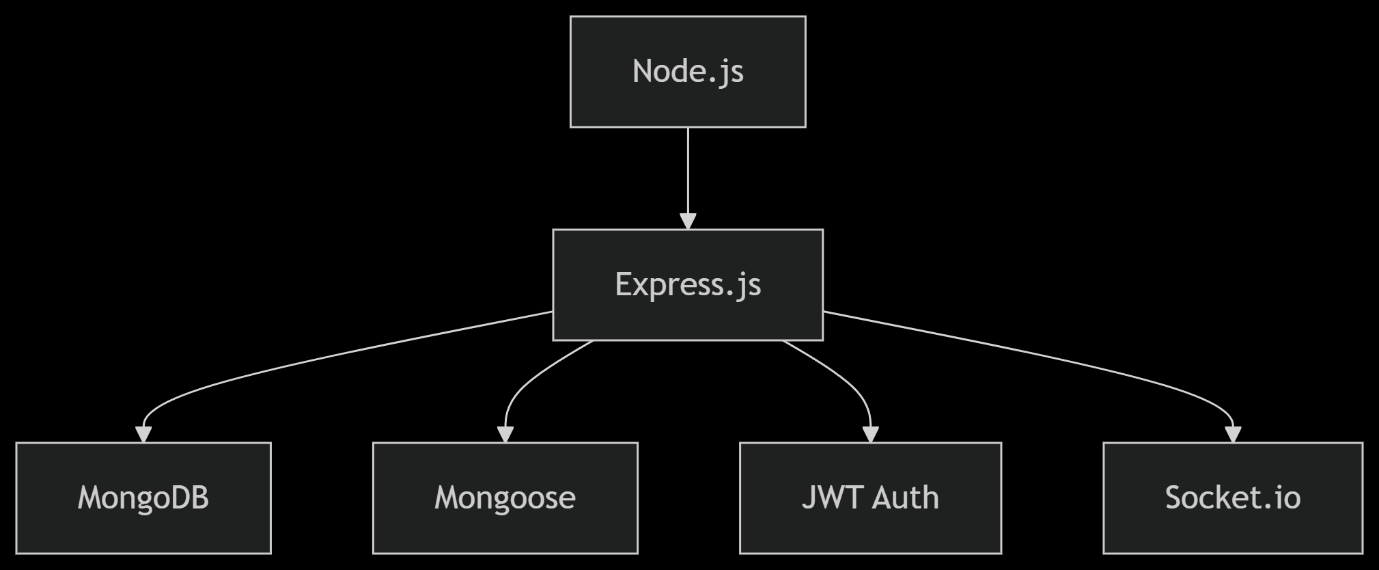 Node.js
Express.js
MongoDB
Mongoose
JWT Auth
Socket.io